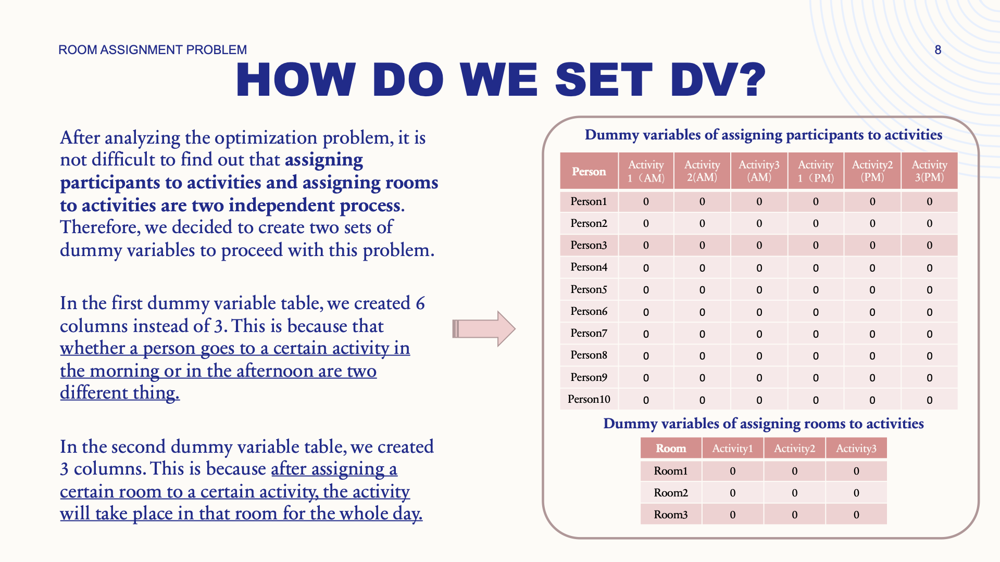 ROOM ASSIGNMENT PROBLEM
8
HOW DO WE SET DV?
After analyzing the optimization problem, it is
not difficult to find out that assigning
participants to activities and assigning rooms
to activities are two independent process.
Therefore, we decided to create two sets of
dummy variables to proceed with this problem.
In the first dummy variable table, we created 6
columns instead of 3. This is because that
whether a person goes to a certain activity in
the morning or in the afternoon are two
different thing.
In the second dummy variable table, we created
3 columns. This is because after assigning a
certain room to a certain activity, the activity
will take place in that room for the whole day.
Dummy variables of assigning participants to activities
Person Activity Activity Activity3 Activity Activity2 Activity
1（AM) 2(AM) (AM) 1（PM) (PM) 3(PM)
Person1 0 0 0 0 0 0
Person2 0 0 0 0 0 0
Person3 0 0 0 0 0 0
Person4 0 0 0 0 0 0
Person5 0 0 0 0 0 0
Person6 0 0 0 0 0 0
Person7 0 0 0 0 0 0
Person8 0 0 0 0 0 0
Person9 0 0 0 0 0 0
Person10 0 0 0 0 0 0
Dummy variables of assigning rooms to activities
Room Activity1 Activity2 Activity3
Room1 0 0 0
Room2 0 0 0
Room3 0 0 0